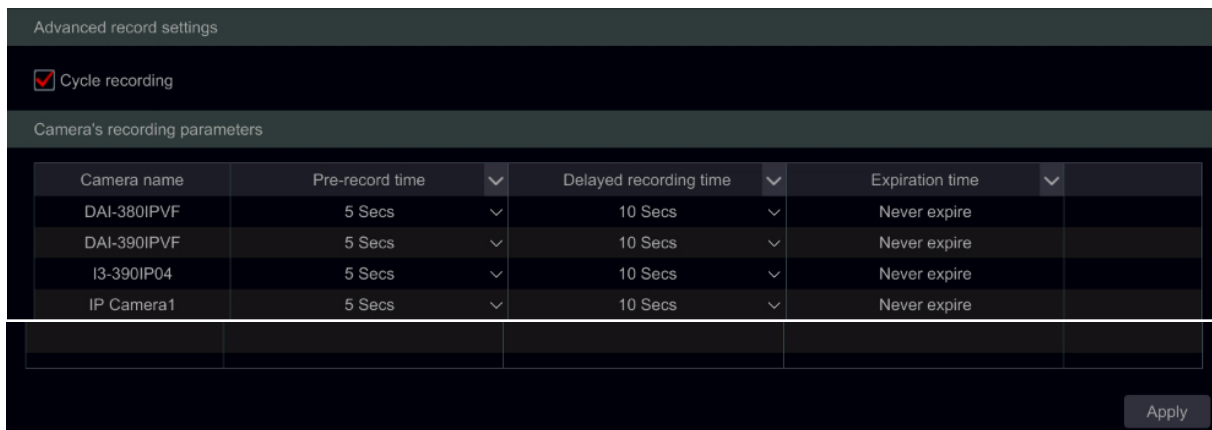 Advanced record settings
Cycle recording
Camera's recording parameters
Camera name Pre-record time Delayed recording time Expiration time
DAI-380IPVF 5 Secs 10 Secs Never expire
DAI-390IPVF 5 Secs 10 Secs Never expire
I3-390IP04 5 Secs 10 Secs Never expire
IP Camera1 5 Secs 10 Secs Never expire
Apply